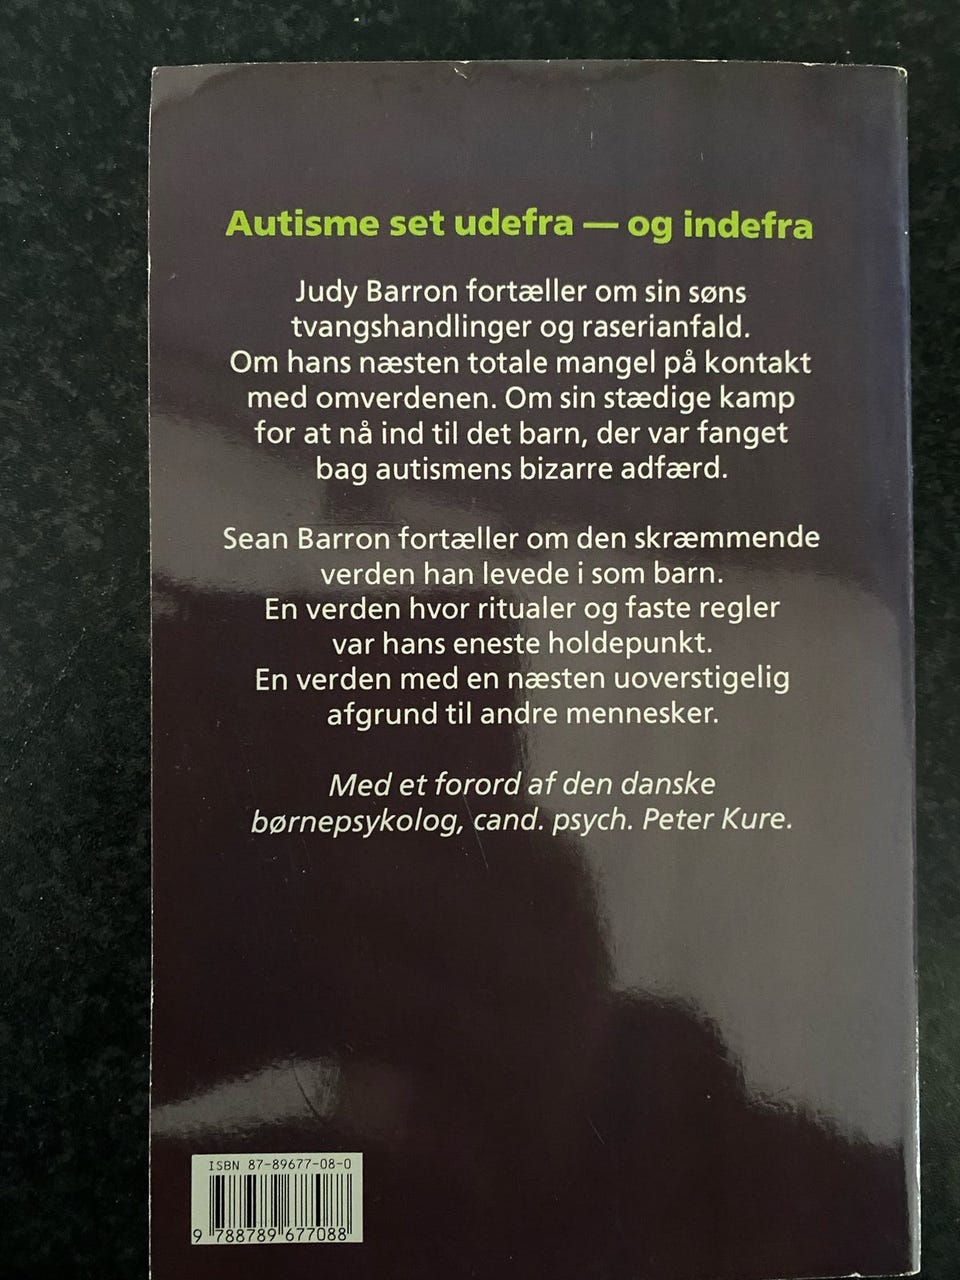 Autisme set udefra — og indefra
Judy Barron fortæller om sin søns
tvangshandlinger og raserianfald.
Om hans næsten totale mangel på kontakt
med omverdenen. Om sin stædige kamp
for at nå ind til det barn, der var fanget
bag autismens bizarre adfærd.
Sean Barron fortæller om den skræmmende
verden han levede i som barn.
En verden hvor ritualer og faste regler
var hans eneste holdepunkt.
En verden med en næsten uoverstigelig
afgrund til andre mennesker.
Med et forord af den danske
børnepsykolog, cand. psych. Peter Kure.
ISBN 87-89677-08-0
9 788789 677088